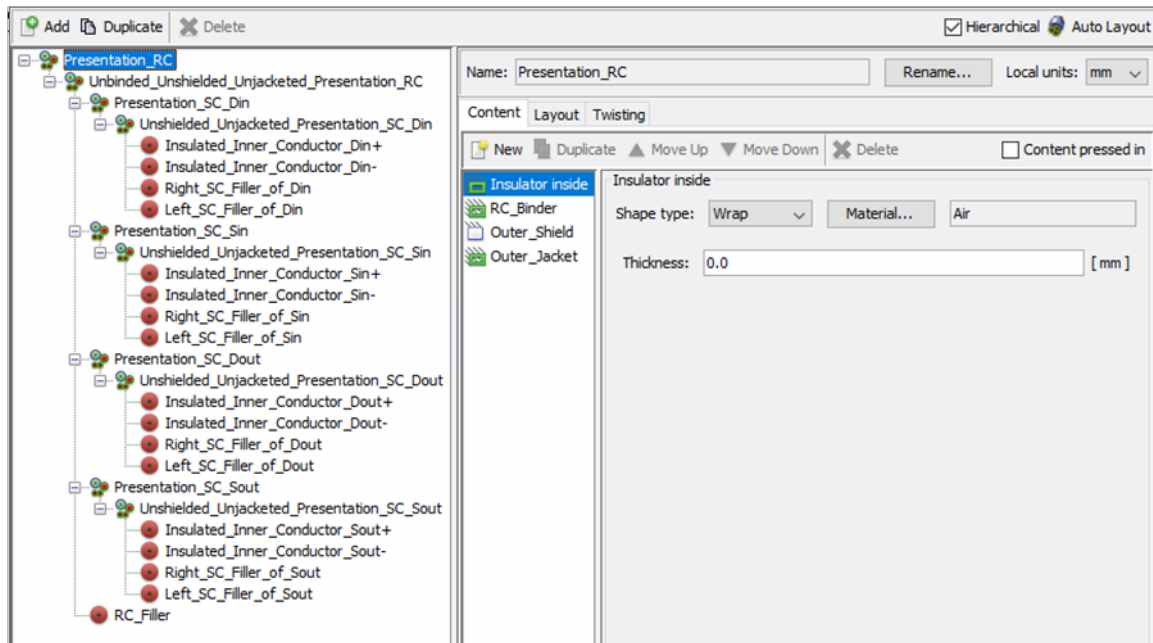 Add Duplicate Delete Hierarchical Auto Layout
Presentation_RC
Unbinded_Unshielded_Unjacketed_Presentation_RC
Presentation_SC_Din
Unshielded_Unjacketed_Presentation_SC_Din
Insulated_Inner_Conductor_Din+
Insulated_Inner_Conductor_Din-
Right_SC_Filler_of_Din
Left_SC_Filler_of_Din
Presentation_SC_Sin
Unshielded_Unjacketed_Presentation_SC_Sin
Insulated_Inner_Conductor_Sin+
Insulated_Inner_Conductor_Sin-
Right_SC_Filler_of_Sin
Left_SC_Filler_of_Sin
Presentation_SC_Dout
Unshielded_Unjacketed_Presentation_SC_Dout
Insulated_Inner_Conductor_Dout+
Insulated_Inner_Conductor_Dout-
Right_SC_Filler_of_Dout
Left_SC_Filler_of_Dout
Presentation_SC_Sout
Unshielded_Unjacketed_Presentation_SC_Sout
Insulated_Inner_Conductor_Sout+
Insulated_Inner_Conductor_Sout-
Right_SC_Filler_of_Sout
Left_SC_Filler_of_Sout
RC_Filler
Name: Presentation_RC Rename... Local units: mm
Content Layout Twisting
New Duplicate Move Up Move Down Delete Content pressed in
Insulator inside
RC_Binder
Outer_Shield
Outer_Jacket
Insulator inside
Shape type: Wrap Material... Air
Thickness: 0.0 [ mm ]